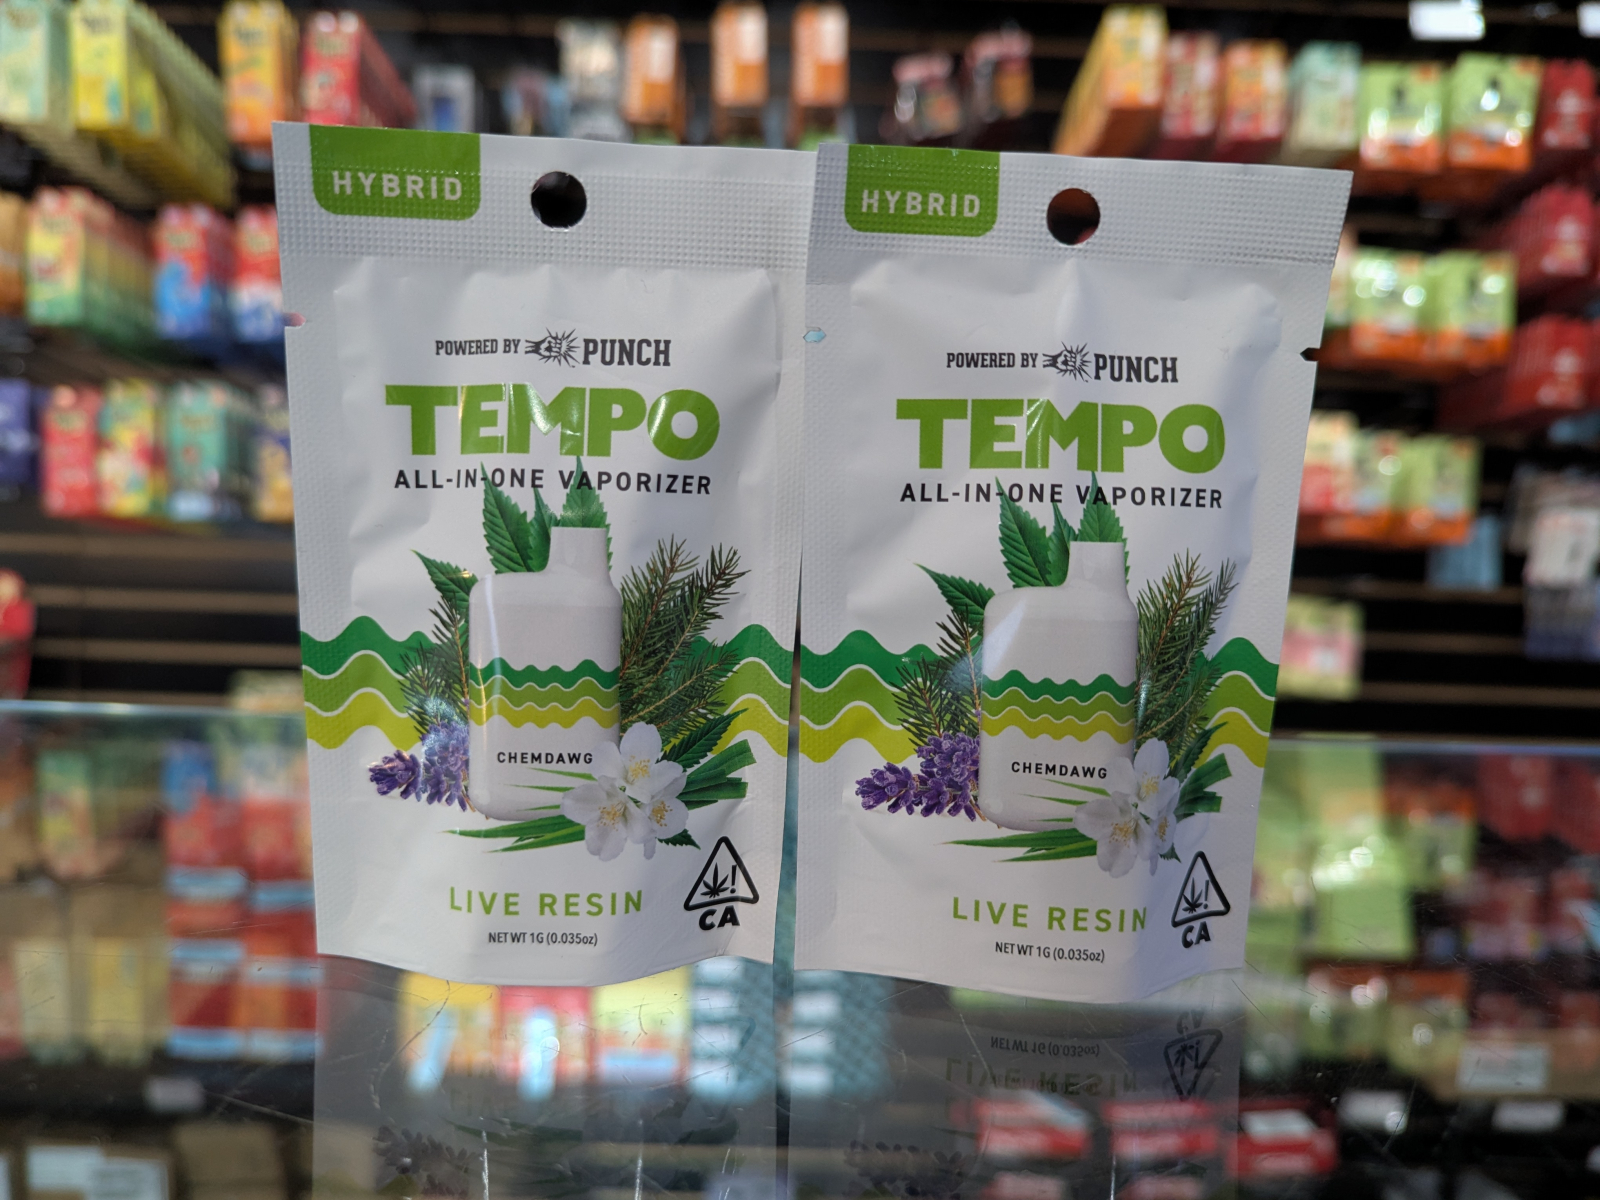 HYBRID
POWERED BY PUNCH
TEMPO
ALL-IN-ONE VAPORIZER
CHEMDAWG
LIVE RESIN
CA
NET WT 1G (0.035oz)
HYBRID
POWERED BY PUNCH
TEMPO
ALL-IN-ONE VAPORIZER
CHEMDAWG
LIVE RESIN
CA
NET WT 1G (0.035oz)